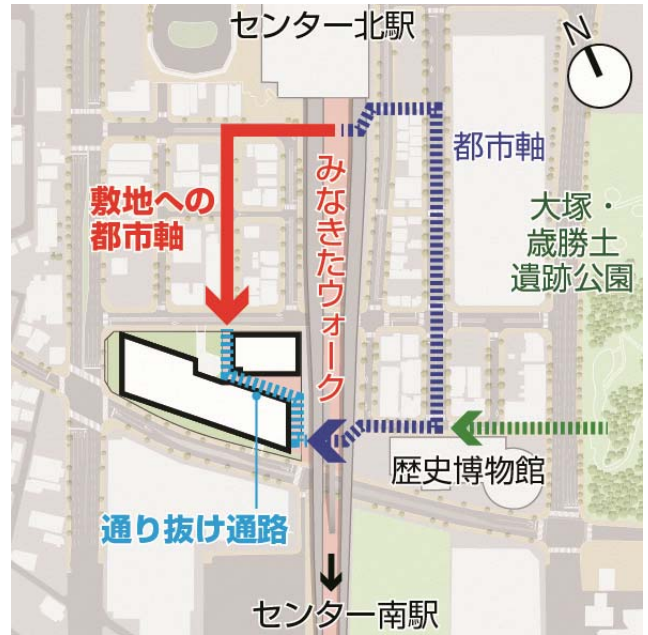 センター北駅
N
都市軸
みなきたウォーク
敷地への
都市軸
大塚・
歳勝土
遺跡公園
歴史博物館
通り抜け通路
センター南駅